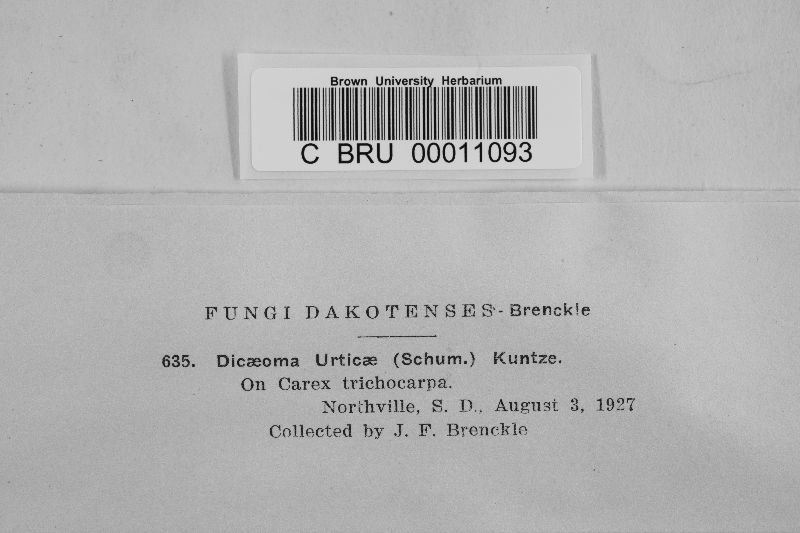 Brown University Herbarium
C BRU 00011093
FUNGI DAKOTENSES - Brenckle
635. Dicæoma Urticæ (Schum.) Kuntze.
On Carex trichocarpa.
Northville, S. D., August 3, 1927
Collected by J. F. Brenckle